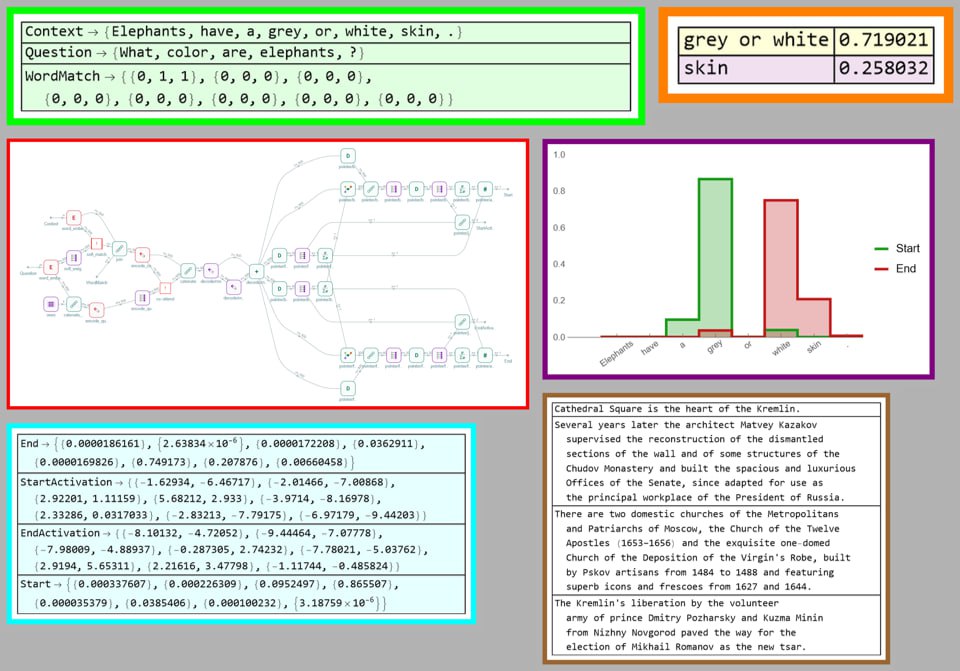 Context → {Elephants, have, a, grey, or, white, skin, .}
Question → {What, color, are, elephants, ?}
WordMatch → {{0, 1, 1}, {0, 0, 0}, {0, 0, 0},
{0, 0, 0}, {0, 0, 0}, {0, 0, 0}, {0, 0, 0}, {0, 0, 0}}
grey or white 0.719021
skin 0.258032
Context
Question
Start
End
1.0
0.8
0.6
0.4
0.2
0.0
Elephants have a grey or white skin .
Start
End
End → {{0.0000186161}, {2.63834×10⁻⁶}, {0.0000172208}, {0.0362911},
{0.0000169826}, {0.749173}, {0.207876}, {0.00660458}}
StartActivation → {{-1.62934, -6.46717}, {-2.01466, -7.00868},
{2.92201, 1.11159}, {5.68212, 2.933}, {-3.9714, -8.16978},
{2.33286, 0.0317033}, {-2.83213, -7.79175}, {-6.97179, -9.44203}}
EndActivation → {{-8.10132, -4.72052}, {-9.44464, -7.07778},
{-7.98009, -4.88937}, {-0.287305, 2.74232}, {-7.78021, -5.03762},
{2.9194, 5.65311}, {2.21616, 3.47798}, {-1.11744, -0.485824}}
Start → {{0.000337607}, {0.000226309}, {0.0952497}, {0.865507},
{0.000035379}, {0.0385406}, {0.000100232}, {3.18759×10⁻⁶}}
Cathedral Square is the heart of the Kremlin.
Several years later the architect Matvey Kazakov
supervised the reconstruction of the dismantled
sections of the wall and of some structures of the
Chudov Monastery and built the spacious and luxurious
Offices of the Senate, since adapted for use as
the principal workplace of the President of Russia.
There are two domestic churches of the Metropolitans
and Patriarchs of Moscow, the Church of the Twelve
Apostles (1653-1656) and the exquisite one-domed
Church of the Deposition of the Virgin's Robe, built
by Pskov artisans from 1484 to 1488 and featuring
superb icons and frescoes from 1627 and 1644.
The Kremlin's liberation by the volunteer
army of prince Dmitry Pozharsky and Kuzma Minin
from Nizhny Novgorod paved the way for the
election of Mikhail Romanov as the new tsar.